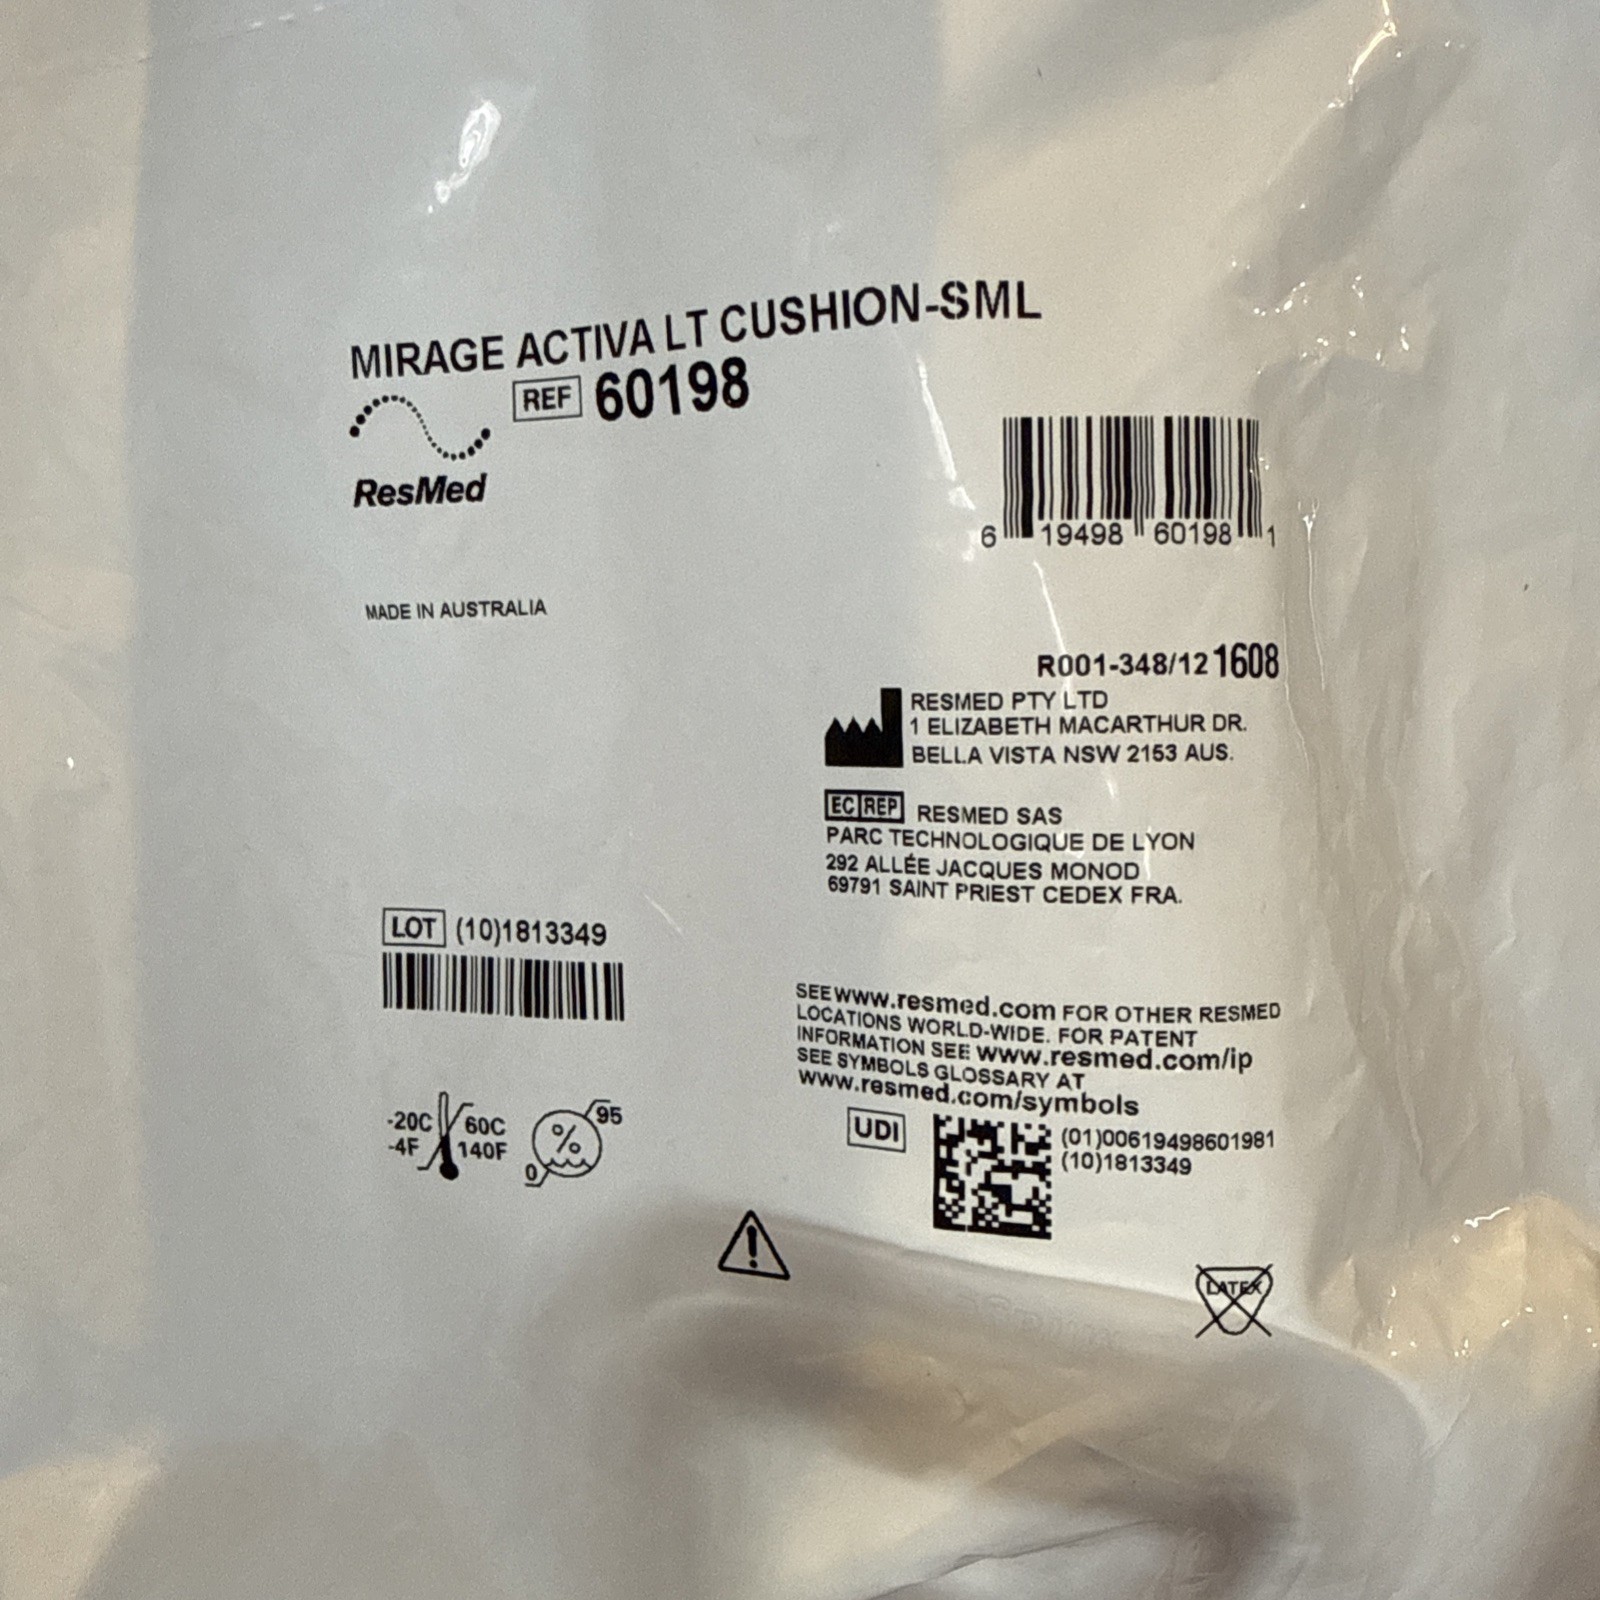 MIRAGE ACTIVA LT CUSHION-SML
REF 60198
ResMed
6 19498 60198 1
MADE IN AUSTRALIA
R001-348/12 1608
RESMED PTY LTD
1 ELIZABETH MACARTHUR DR.
BELLA VISTA NSW 2153 AUS.
EC REP RESMED SAS
PARC TECHNOLOGIQUE DE LYON
292 ALLÉE JACQUES MONOD
69791 SAINT PRIEST CEDEX FRA.
LOT (10)1813349
SEE www.resmed.com FOR OTHER RESMED
LOCATIONS WORLD-WIDE. FOR PATENT
INFORMATION SEE www.resmed.com/ip
SEE SYMBOLS GLOSSARY AT
www.resmed.com/symbols
-20C 60C
-4F 140F
% 95
0
UDI (01)00619498601981
(10)1813349
LATEX